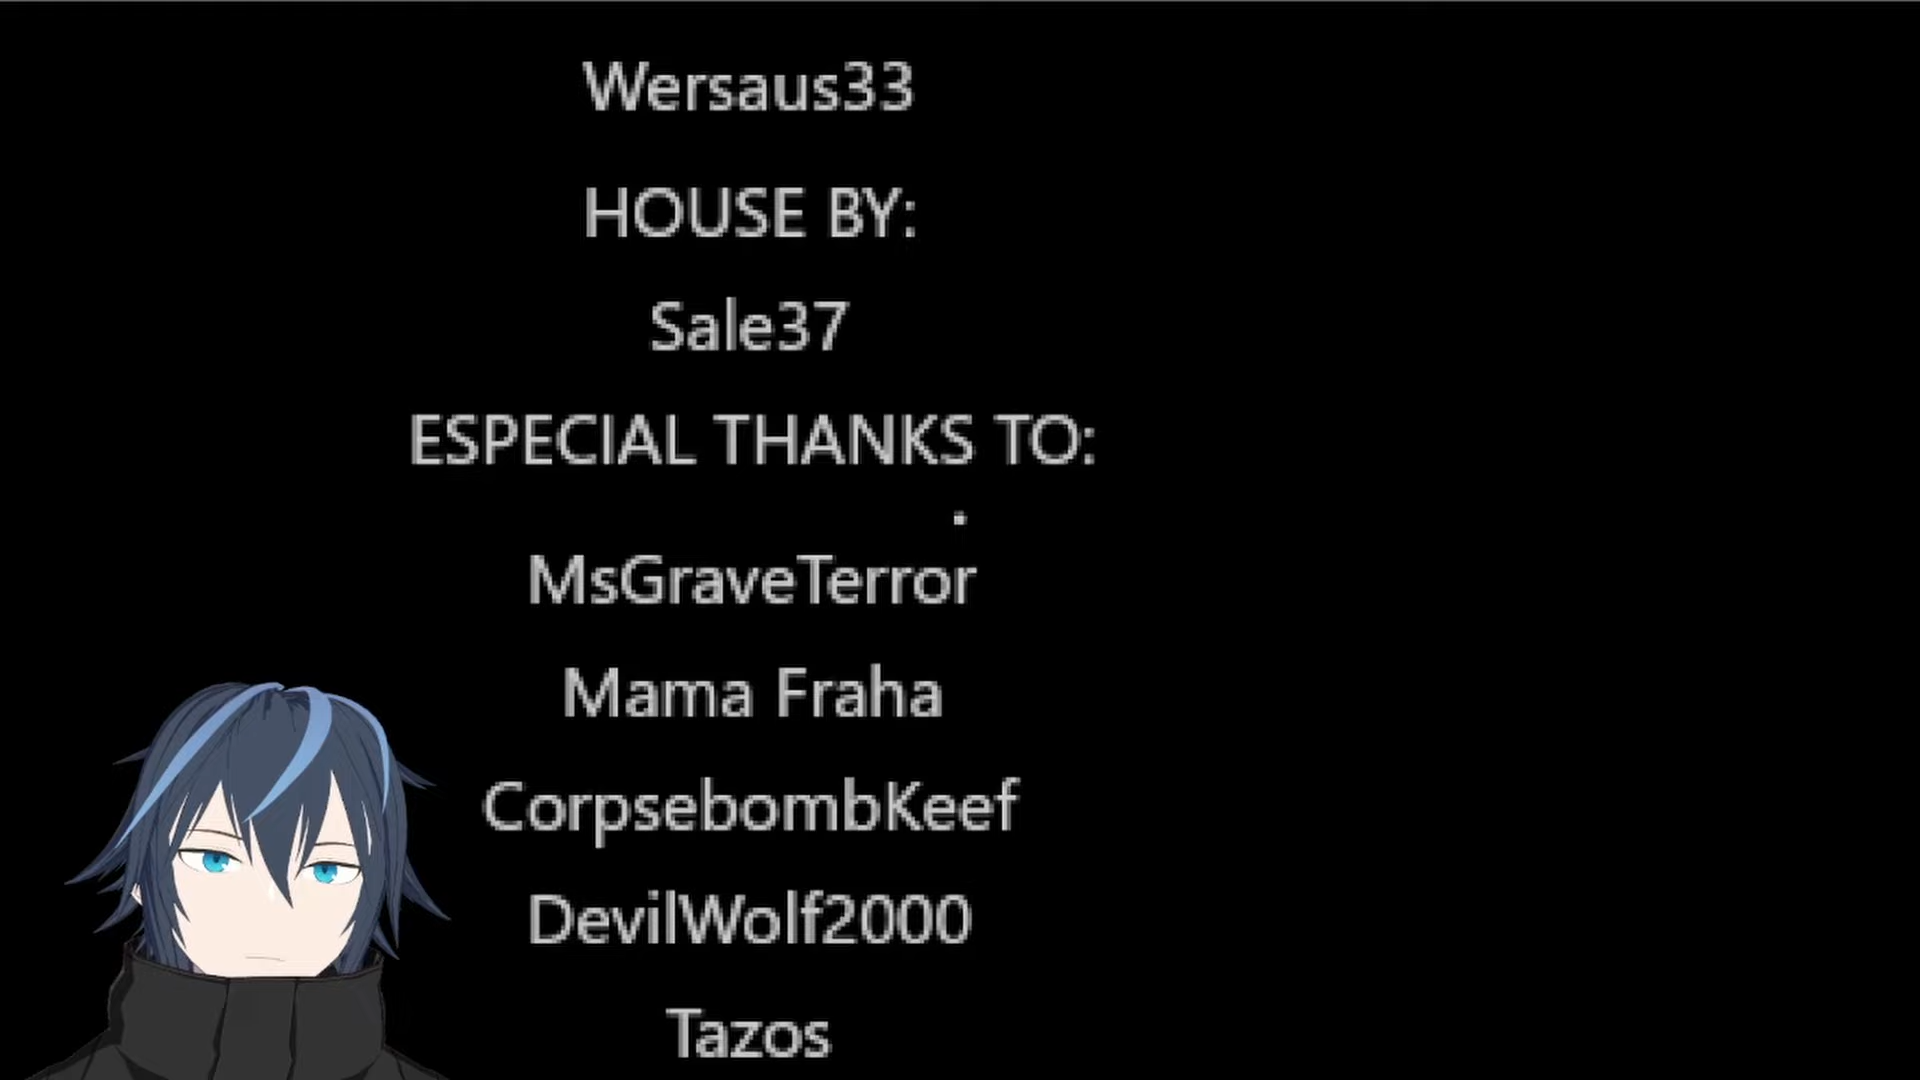 Wersaus33
HOUSE BY:
Sale37
ESPECIAL THANKS TO:
MsGraveTerror
Mama Fraha
CorpsebombKeef
DevilWolf2000
Tazos